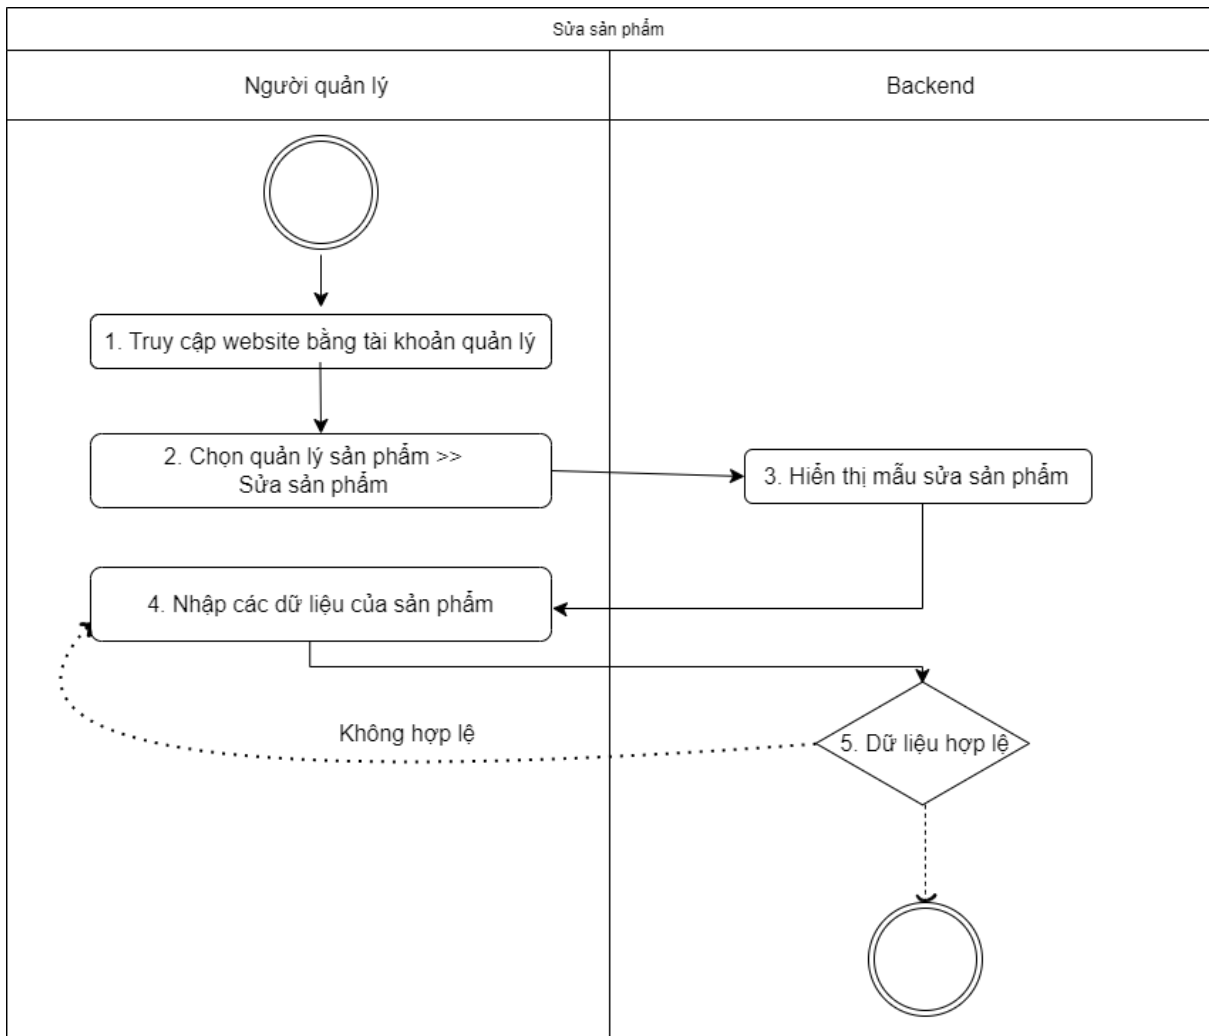 Sửa sản phẩm
Người quản lý
Backend
1. Truy cập website bằng tài khoản quản lý
2. Chọn quản lý sản phẩm >>
Sửa sản phẩm
3. Hiển thị mẫu sửa sản phẩm
4. Nhập các dữ liệu của sản phẩm
Không hợp lệ
5. Dữ liệu hợp lệ